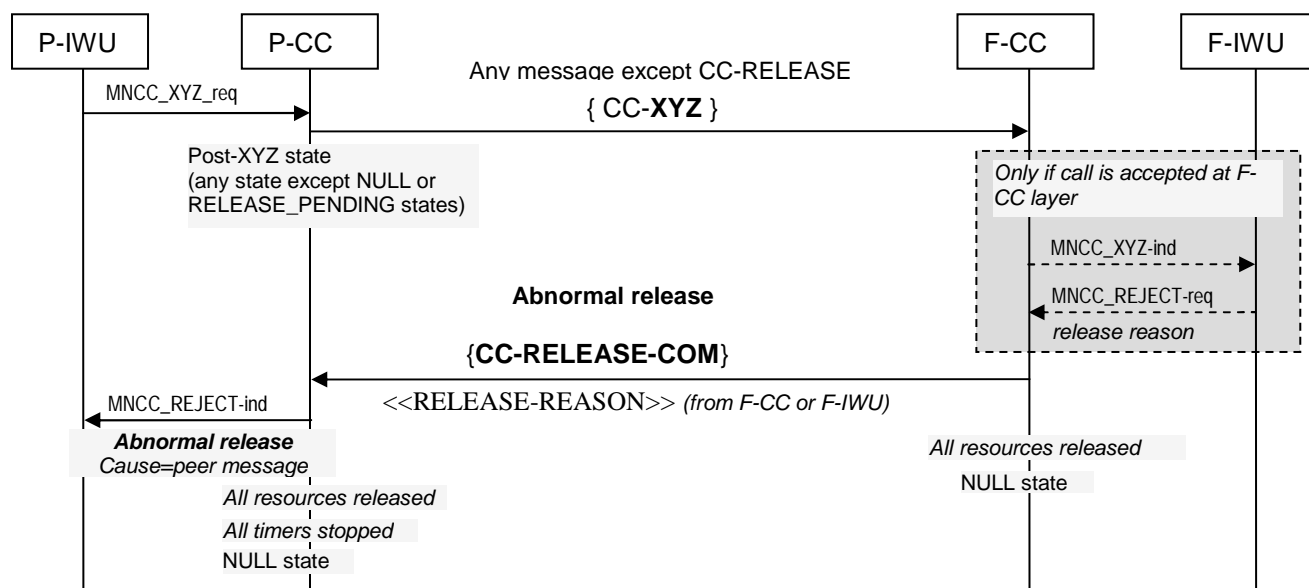 P-IWU
P-CC
F-CC
F-IWU
MNCC_XYZ_req
Any message except CC-RELEASE
{ CC-XYZ }
Post-XYZ state
(any state except NULL or
RELEASE_PENDING states)
Only if call is accepted at F-
CC layer
MNCC_XYZ-ind
MNCC_REJECT-req
release reason
Abnormal release
{CC-RELEASE-COM}
<<RELEASE-REASON>> (from F-CC or F-IWU)
MNCC_REJECT-ind
Abnormal release
Cause=peer message
All resources released
All timers stopped
NULL state
All resources released
NULL state